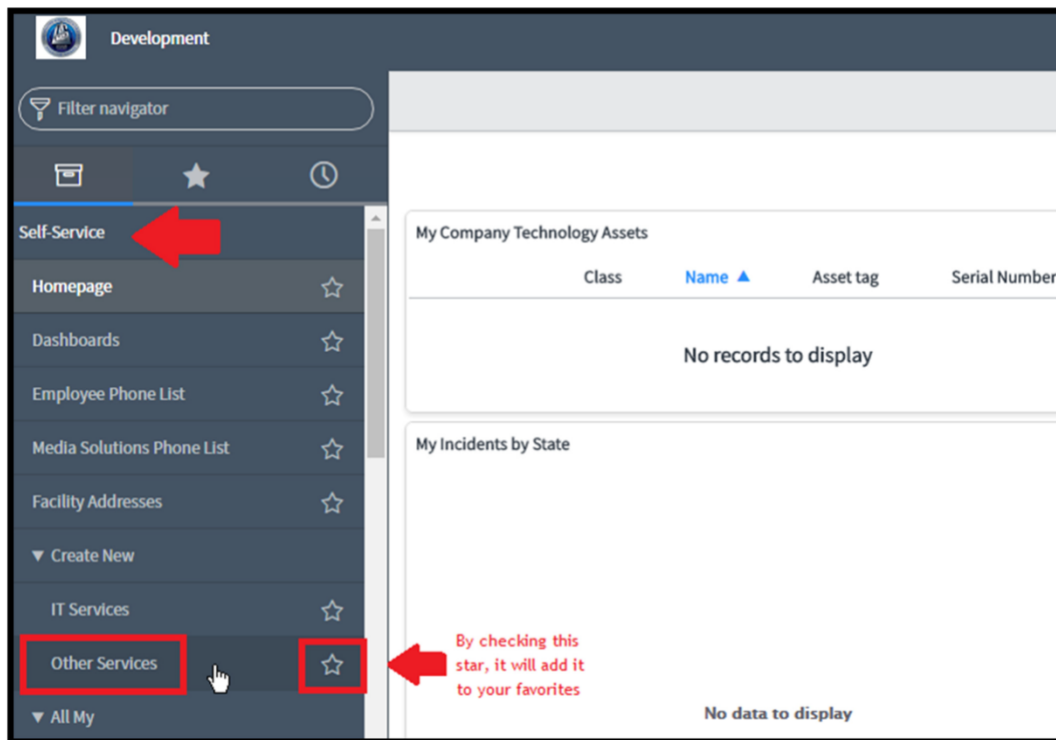 Development
Filter navigator
Self-Service
Homepage
Dashboards
Employee Phone List
Media Solutions Phone List
Facility Addresses
▼ Create New
IT Services
Other Services
▼ All My
My Company Technology Assets
Class Name ▲ Asset tag Serial Number
No records to display
My Incidents by State
By checking this
star, it will add it
to your favorites
No data to display